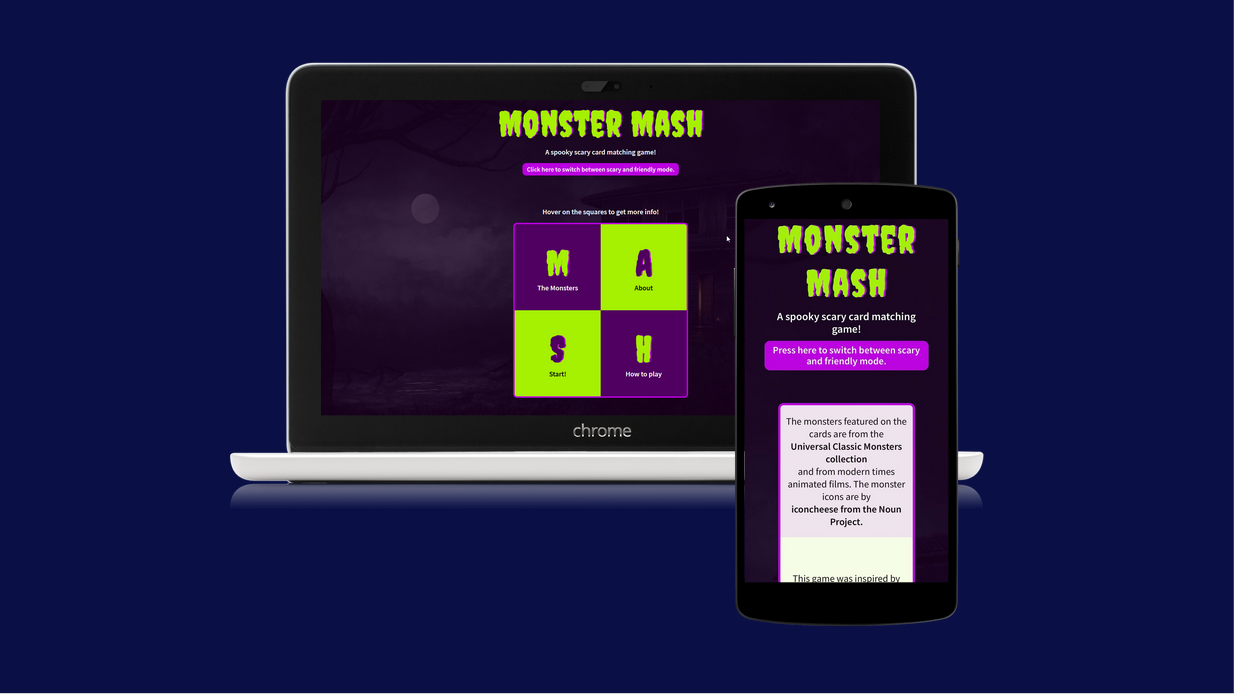 MONSTER MASH
A spooky scary card matching game!
Click here to switch between scary and friendly mode.
Hover on the squares to get more info!
M
The Monsters
A
About
S
Start!
H
How to play
chrome
MONSTER
MASH
A spooky scary card matching
game!
Press here to switch between scary
and friendly mode.
The monsters featured on the
cards are from the
Universal Classic Monsters
collection
and from modern times
animated films. The monster
icons are by
iconcheese from the Noun
Project.
This game was inspired by